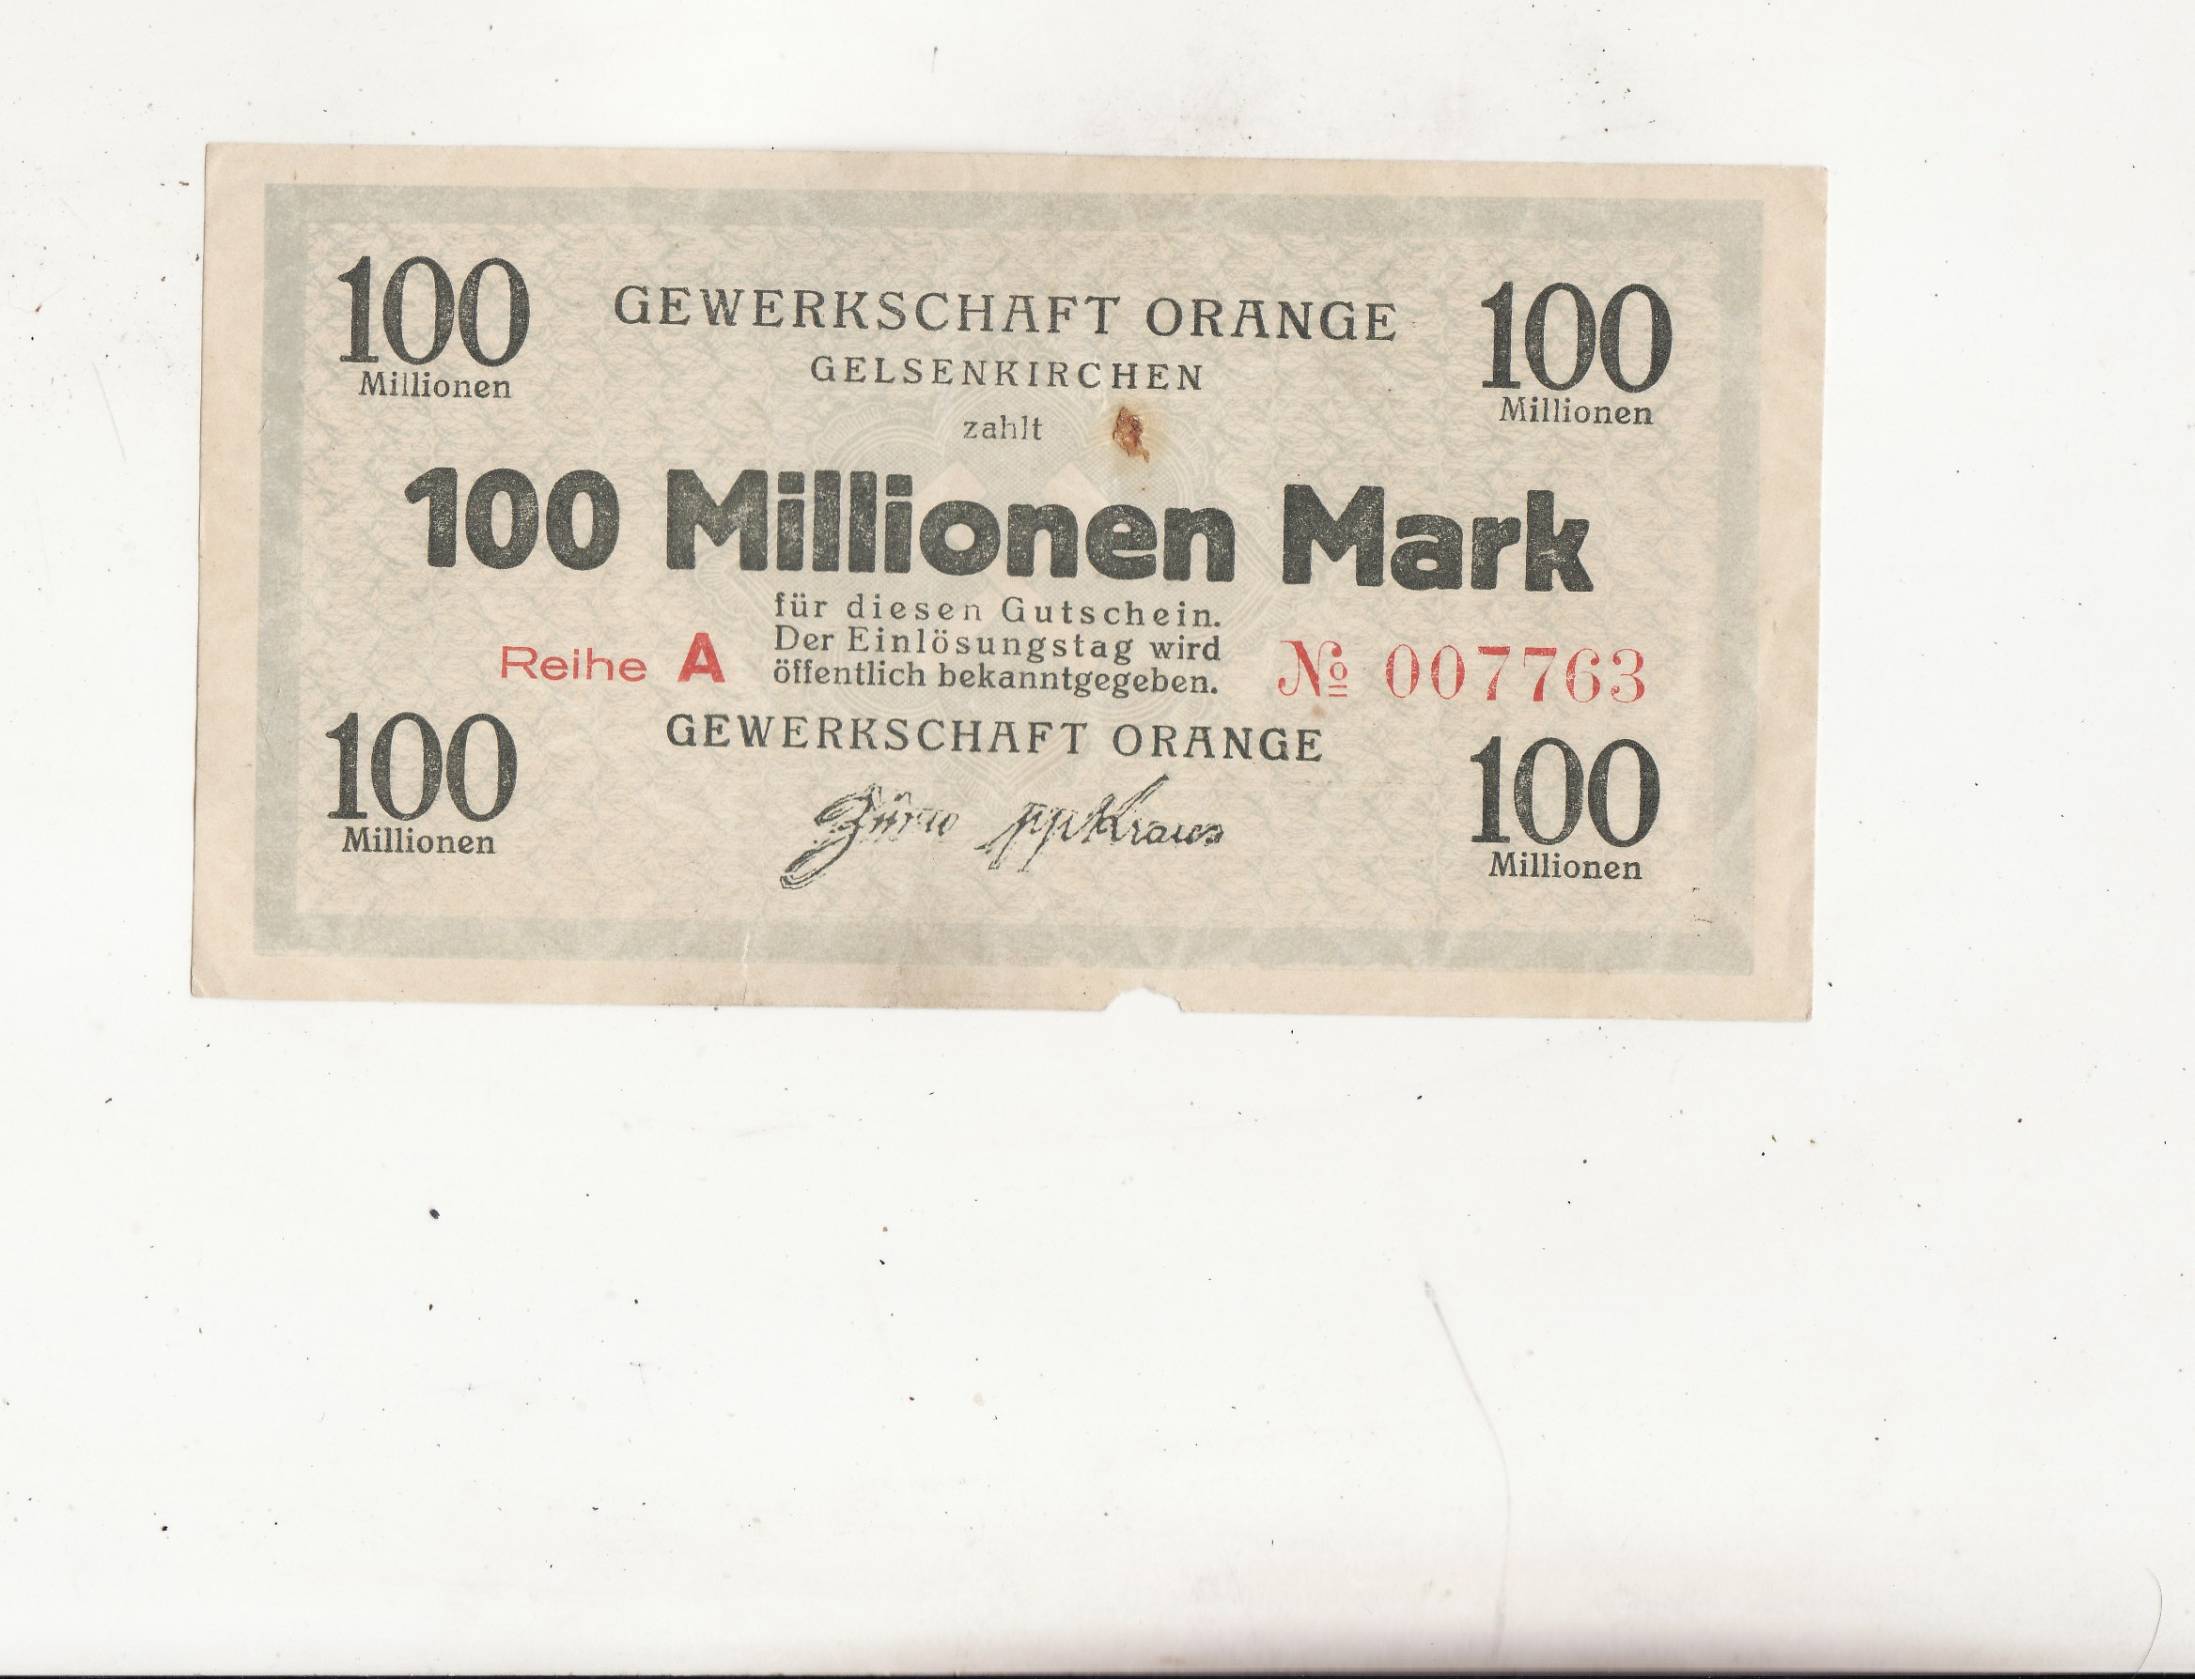 100 Millionen
GEWERKSCHAFT ORANGE
100 Millionen
GELSENKIRCHEN
zahlt
100 Millionen Mark
für diesen Gutschein.
Der Einlösungstag wird
öffentlich bekanntgegeben.
Reihe A
№ 007763
GEWERKSCHAFT ORANGE
100 Millionen
ppKraus
100 Millionen